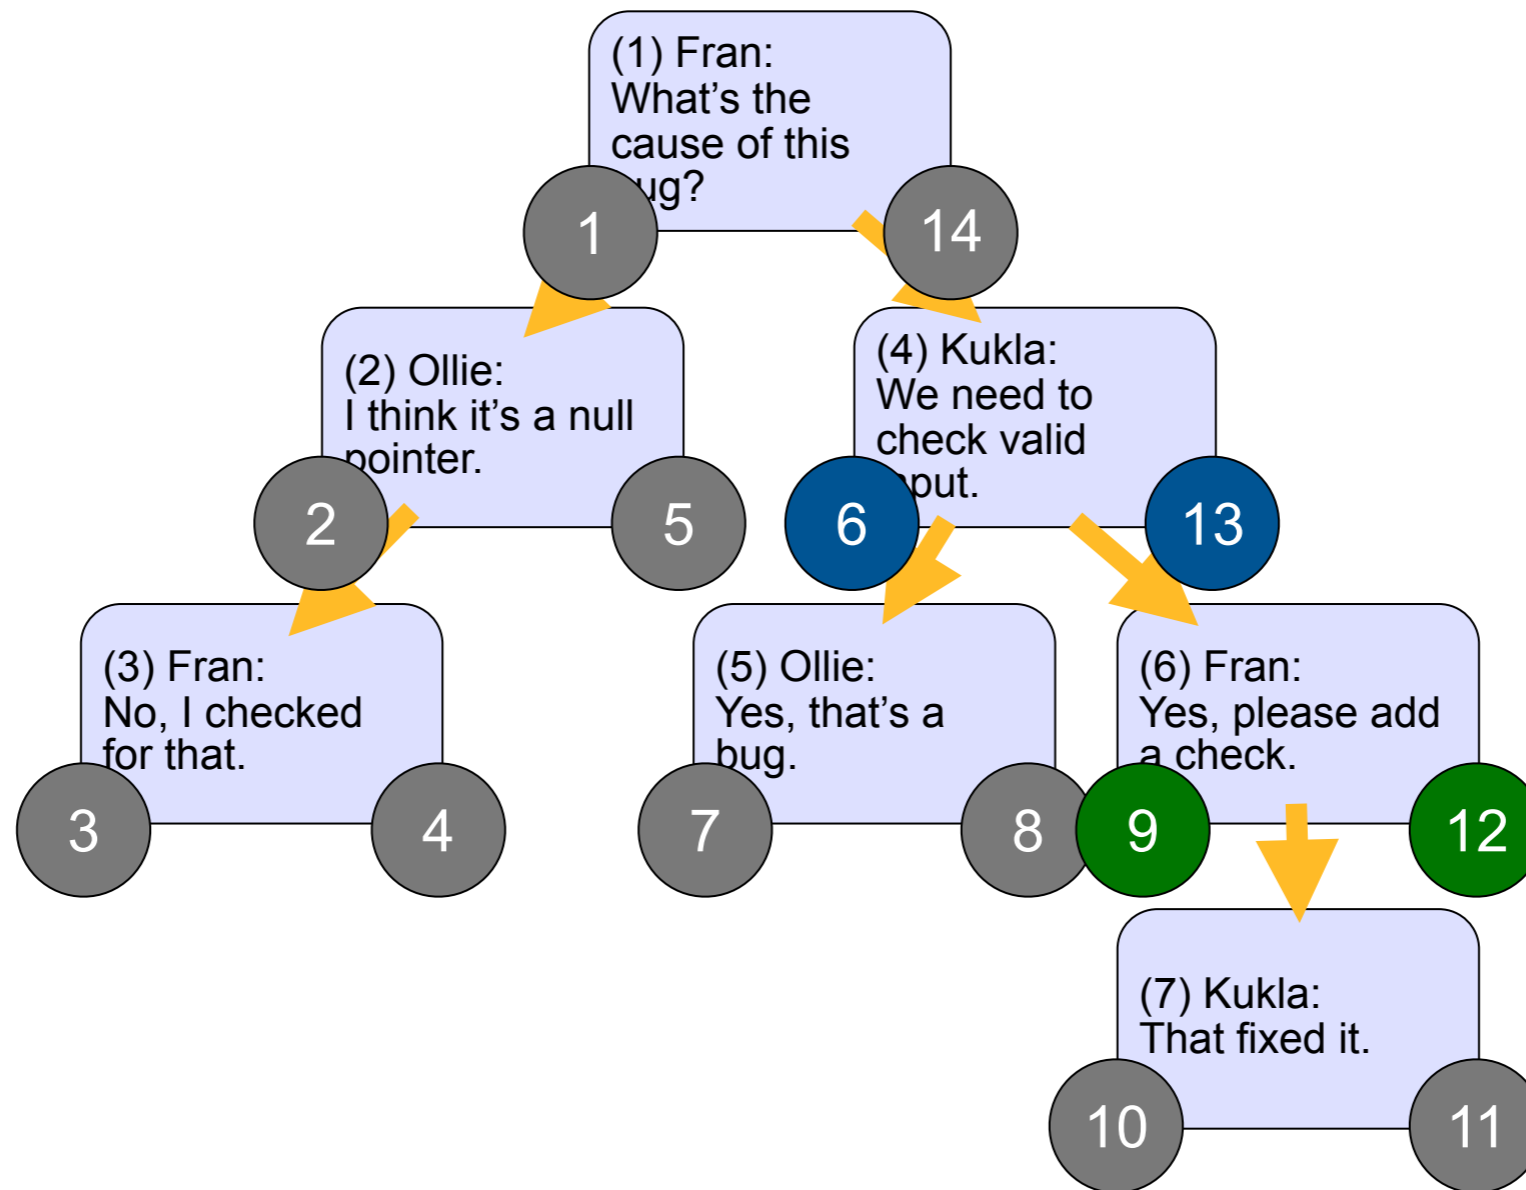 (1) Fran:
What's the
cause of this
ug?
1
14
(2) Ollie:
I think it's a null
pointer.
2
5
(4) Kukla:
We need to
check valid
put.
6
13
(3) Fran:
No, I checked
for that.
3
4
(5) Ollie:
Yes, that's a
bug.
7
8
(6) Fran:
Yes, please add
a check.
9
12
(7) Kukla:
That fixed it.
10
11